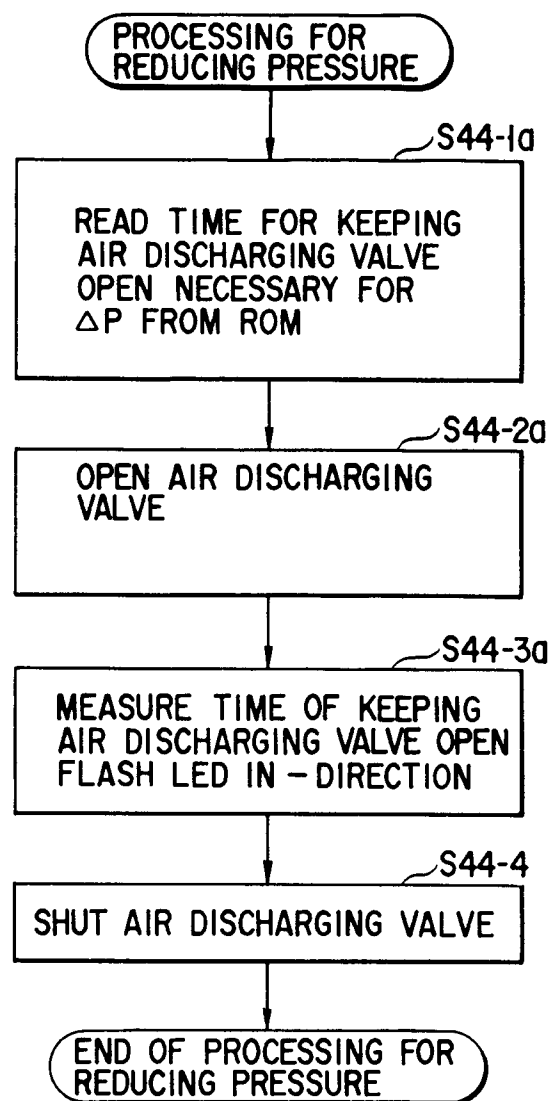 PROCESSING FOR
REDUCING PRESSURE
S44-1a
READ TIME FOR KEEPING
AIR DISCHARGING VALVE
OPEN NECESSARY FOR
△P FROM ROM
S44-2a
OPEN AIR DISCHARGING
VALVE
S44-3a
MEASURE TIME OF KEEPING
AIR DISCHARGING VALVE OPEN
FLASH LED IN – DIRECTION
S44-4
SHUT AIR DISCHARGING VALVE
END OF PROCESSING FOR
REDUCING PRESSURE